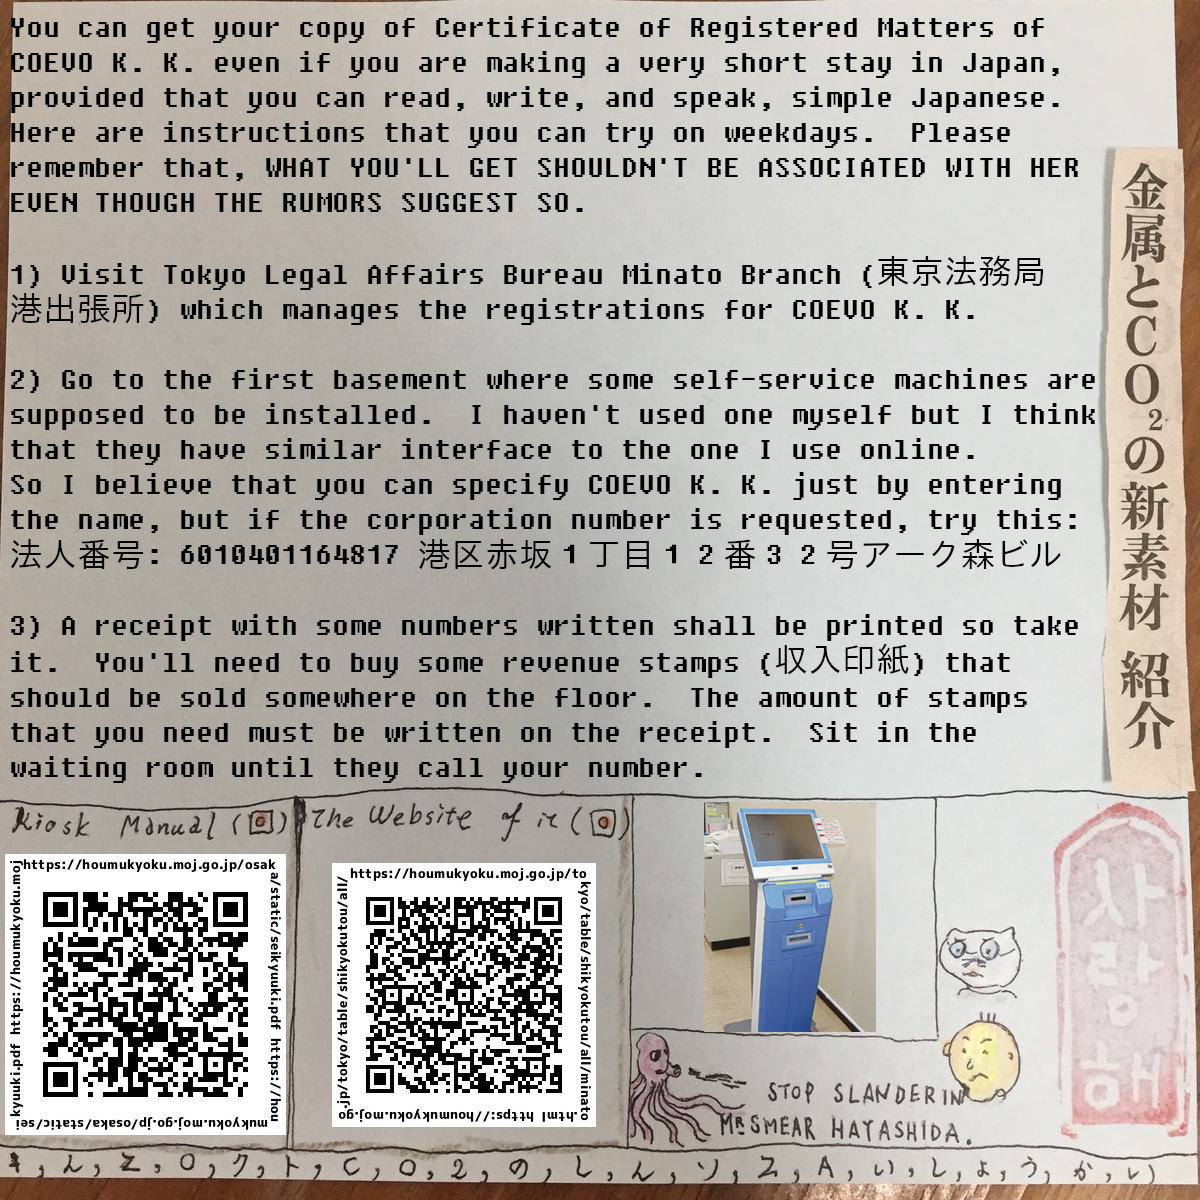 You can get your copy of Certificate of Registered Matters of
COEVO K. K. even if you are making a very short stay in Japan,
provided that you can read, write, and speak, simple Japanese.
Here are instructions that you can try on weekdays.  Please
remember that, WHAT YOU'LL GET SHOULDN'T BE ASSOCIATED WITH HER
EVEN THOUGH THE RUMORS SUGGEST SO.
1) Visit Tokyo Legal Affairs Bureau Minato Branch (東京法務局
港出張所) which manages the registrations for COEVO K. K.
2) Go to the first basement where some self-service machines are
supposed to be installed.  I haven't used one myself but I think
that they have similar interface to the one I use online.
So I believe that you can specify COEVO K. K. just by entering
the name, but if the corporation number is requested, try this:
法人番号: 6010401164817 港区赤坂1丁目12番32号アーク森ビル
3) A receipt with some numbers written shall be printed so take
it.  You'll need to buy some revenue stamps (収入印紙) that
should be sold somewhere on the floor.  The amount of stamps
that you need must be written on the receipt.  Sit in the
waiting room until they call your number.
金属とCO₂の新素材 紹介
Kiosk Manual (
)
The Website of it (
)
https://houmukyoku.moj.go.jp/osak
a/static/seikyuuki.pdf https://hou
mukyoku.moj.go.jp/osaka/static/sei
kyuuki.pdf https://houmukyoku.moj
https://houmukyoku.moj.go.jp/to
kyo/table/shikyokutou/all/minato
.html https://houmukyoku.moj.go
.jp/tokyo/table/shikyokutou/all/
사랑해
STOP SLANDERIN
MR SMEAR HAYASHIDA.
き,ん,Z,O,ク,ト,C,O,2,の,し,ん,ソ,Z,A,い,し,ょ,う,か,い)